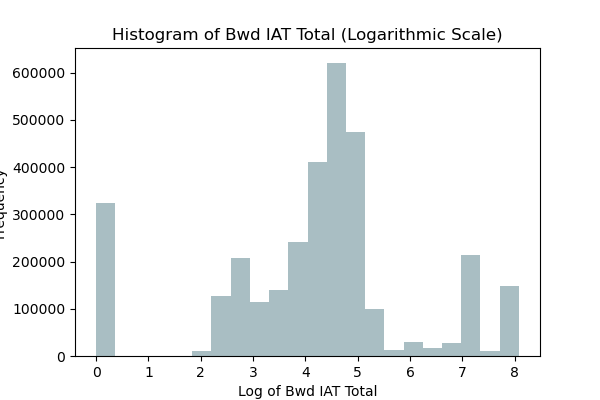 Histogram of Bwd IAT Total (Logarithmic Scale)
600000
500000
400000
300000
200000
100000
0
0 1 2 3 4 5 6 7 8
Log of Bwd IAT Total